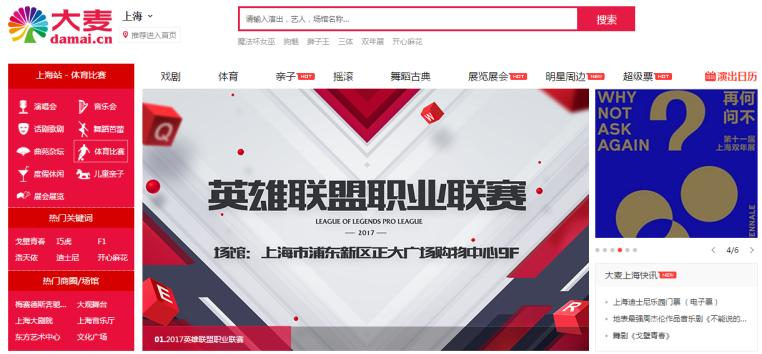 大麦
damai.cn
上海
推荐进入首页
请输入演出，艺人，场馆名称...
搜索
魔法坏女巫 驹魅 狮子王 三体 双年展 开心麻花
上海站 - 体育比赛
戏剧 体育 亲子 HOT 摇滚 舞蹈古典 展览展会 HOT 明星周边 NEW 超级票 HOT 演出日历
演唱会 音乐会
话剧歌剧 舞蹈芭蕾
曲苑杂坛 体育比赛
度假休闲 儿童亲子
展会展览
热门关键词
戈壁青春 巧虎 F1
洛天依 迪士尼 开心麻花
热门商圈/场馆
梅赛德斯奔驰... 大观舞台
上海大剧院 上海音乐厅
东方艺术中心 文化广场
Q
W
E
R
英雄联盟职业联赛
LEAGUE OF LEGENDS PRO LEAGUE
2017
场馆：上海市浦东新区正大广场购物中心9F
01.2017英雄联盟职业联赛
WHY
NOT
ASK
AGAIN
?
再何
问不
第十一届
上海双年展
ENNALE
4/6
大麦上海快讯 NEW
上海迪士尼乐园门票（ 电子票 ）
地表最强周杰伦作品音乐剧《不能说的...
舞剧《戈壁青春》